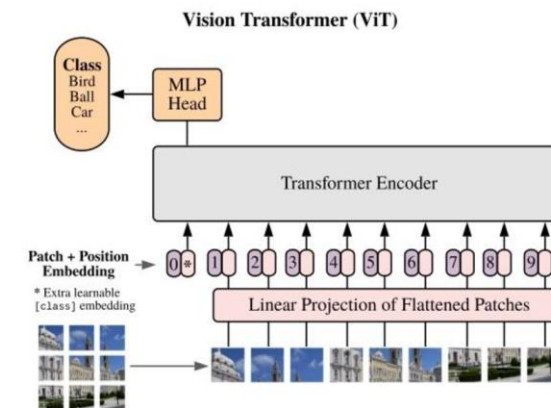 Vision Transformer (ViT)
Class
Bird
Ball
Car
...
MLP
Head
Transformer Encoder
Patch + Position
Embedding
0 * 1 2 3 4 5 6 7 8 9
* Extra learnable
[class] embedding
Linear Projection of Flattened Patches